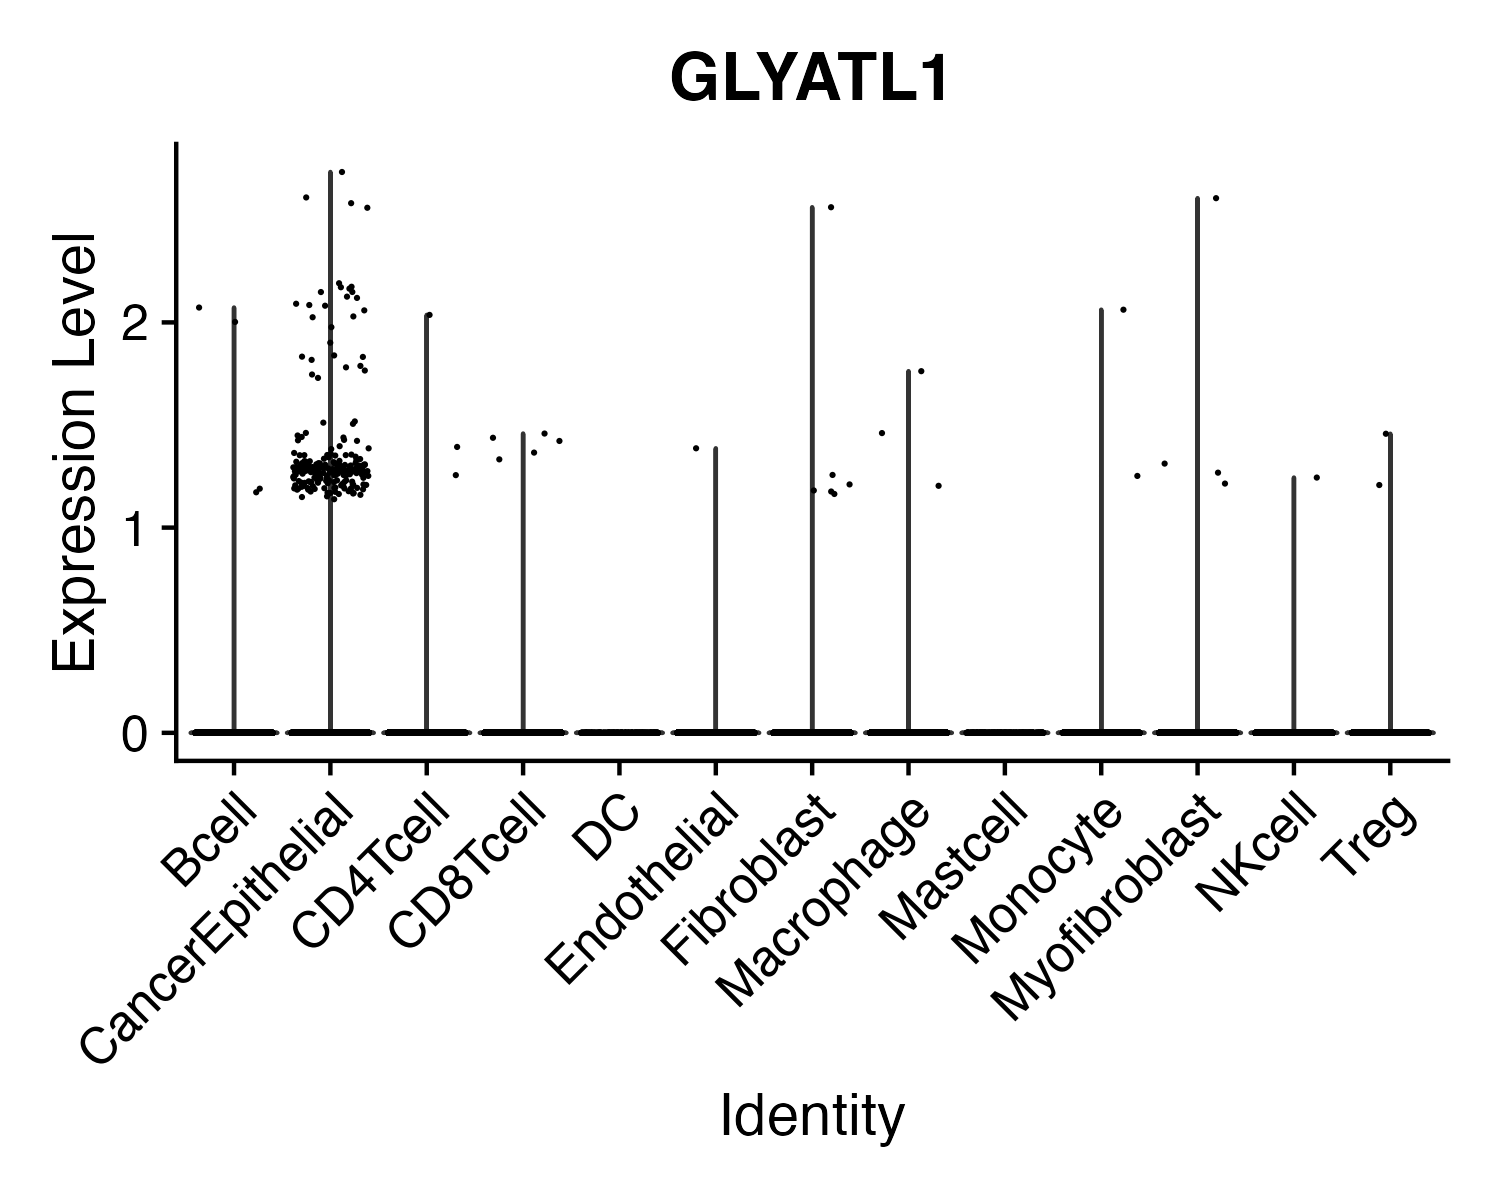 GLYATL1
Expression Level
2
1
0
Bcell
CancerEpithelial
CD4Tcell
CD8Tcell
DC
Endothelial
Fibroblast
Macrophage
Mastcell
Monocyte
Myofibroblast
NKcell
Treg
Identity